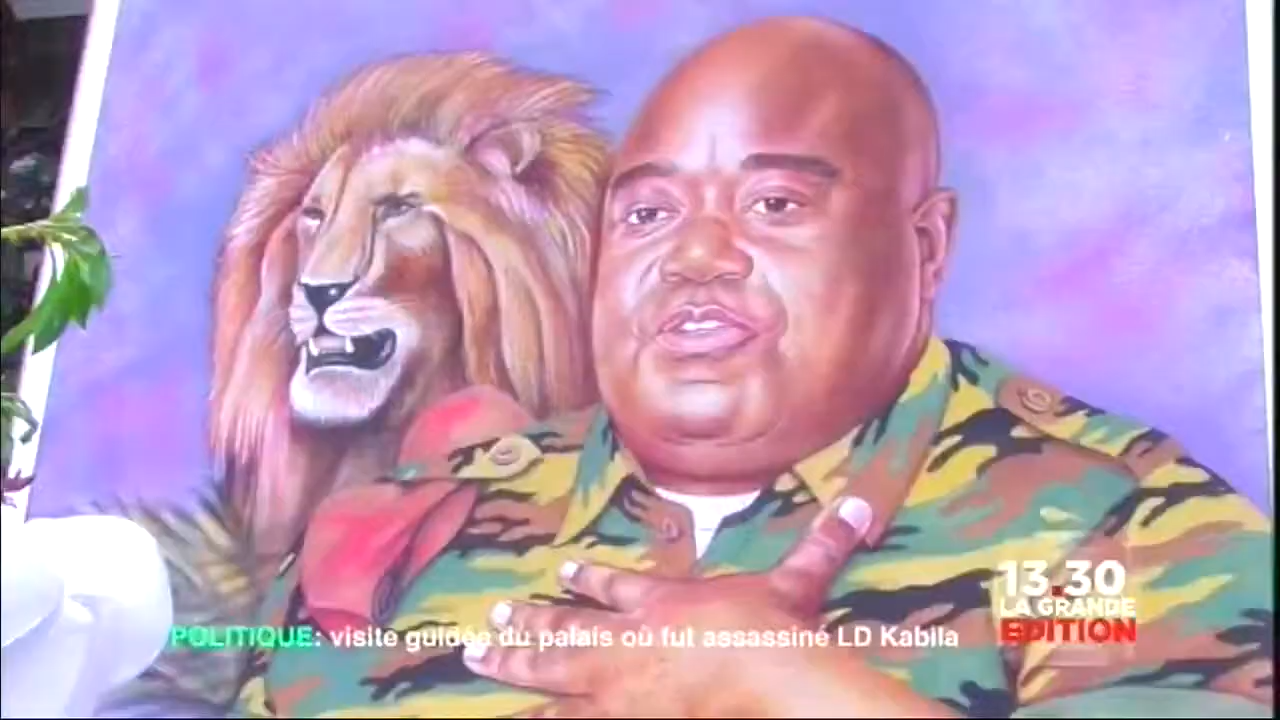 13.30
LA GRANDE
EDITION
POLITIQUE: visite guidée du palais où fut assassiné LD Kabila